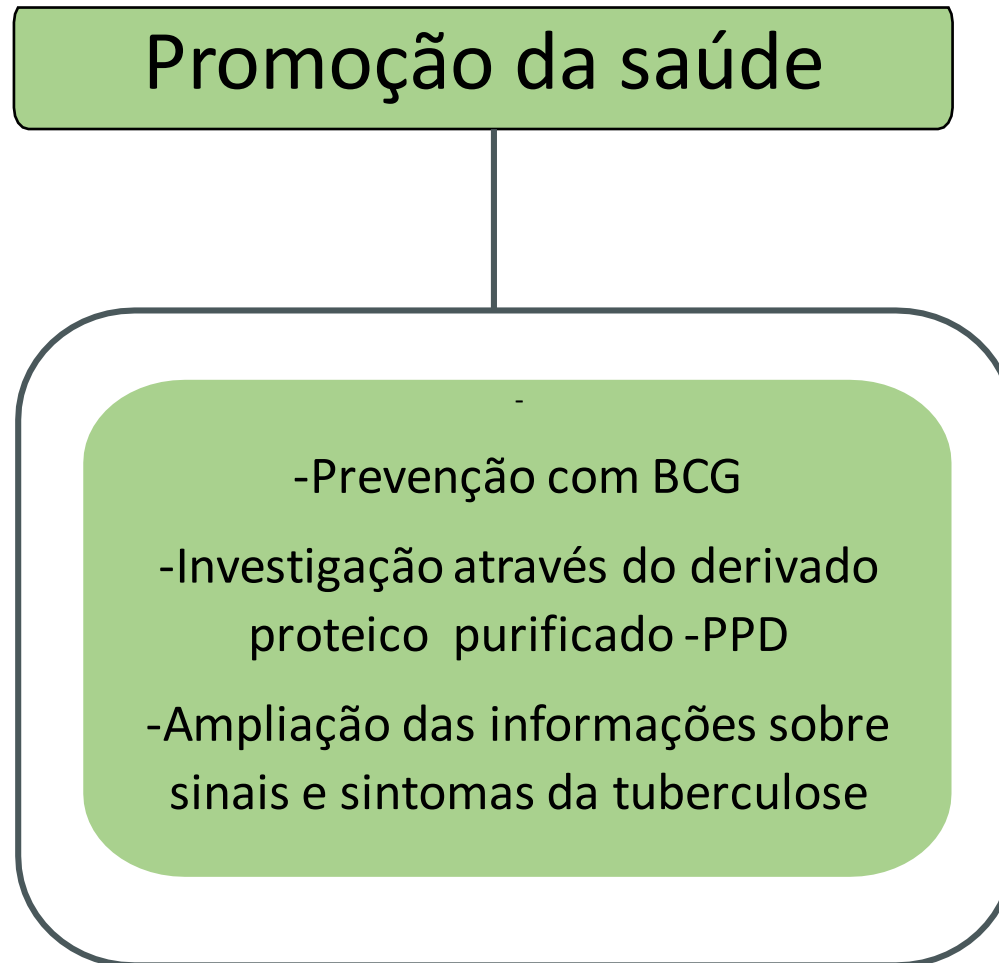 Promoção da saúde
-
-Prevenção com BCG
-Investigação através do derivado
proteico purificado -PPD
-Ampliação das informações sobre
sinais e sintomas da tuberculose